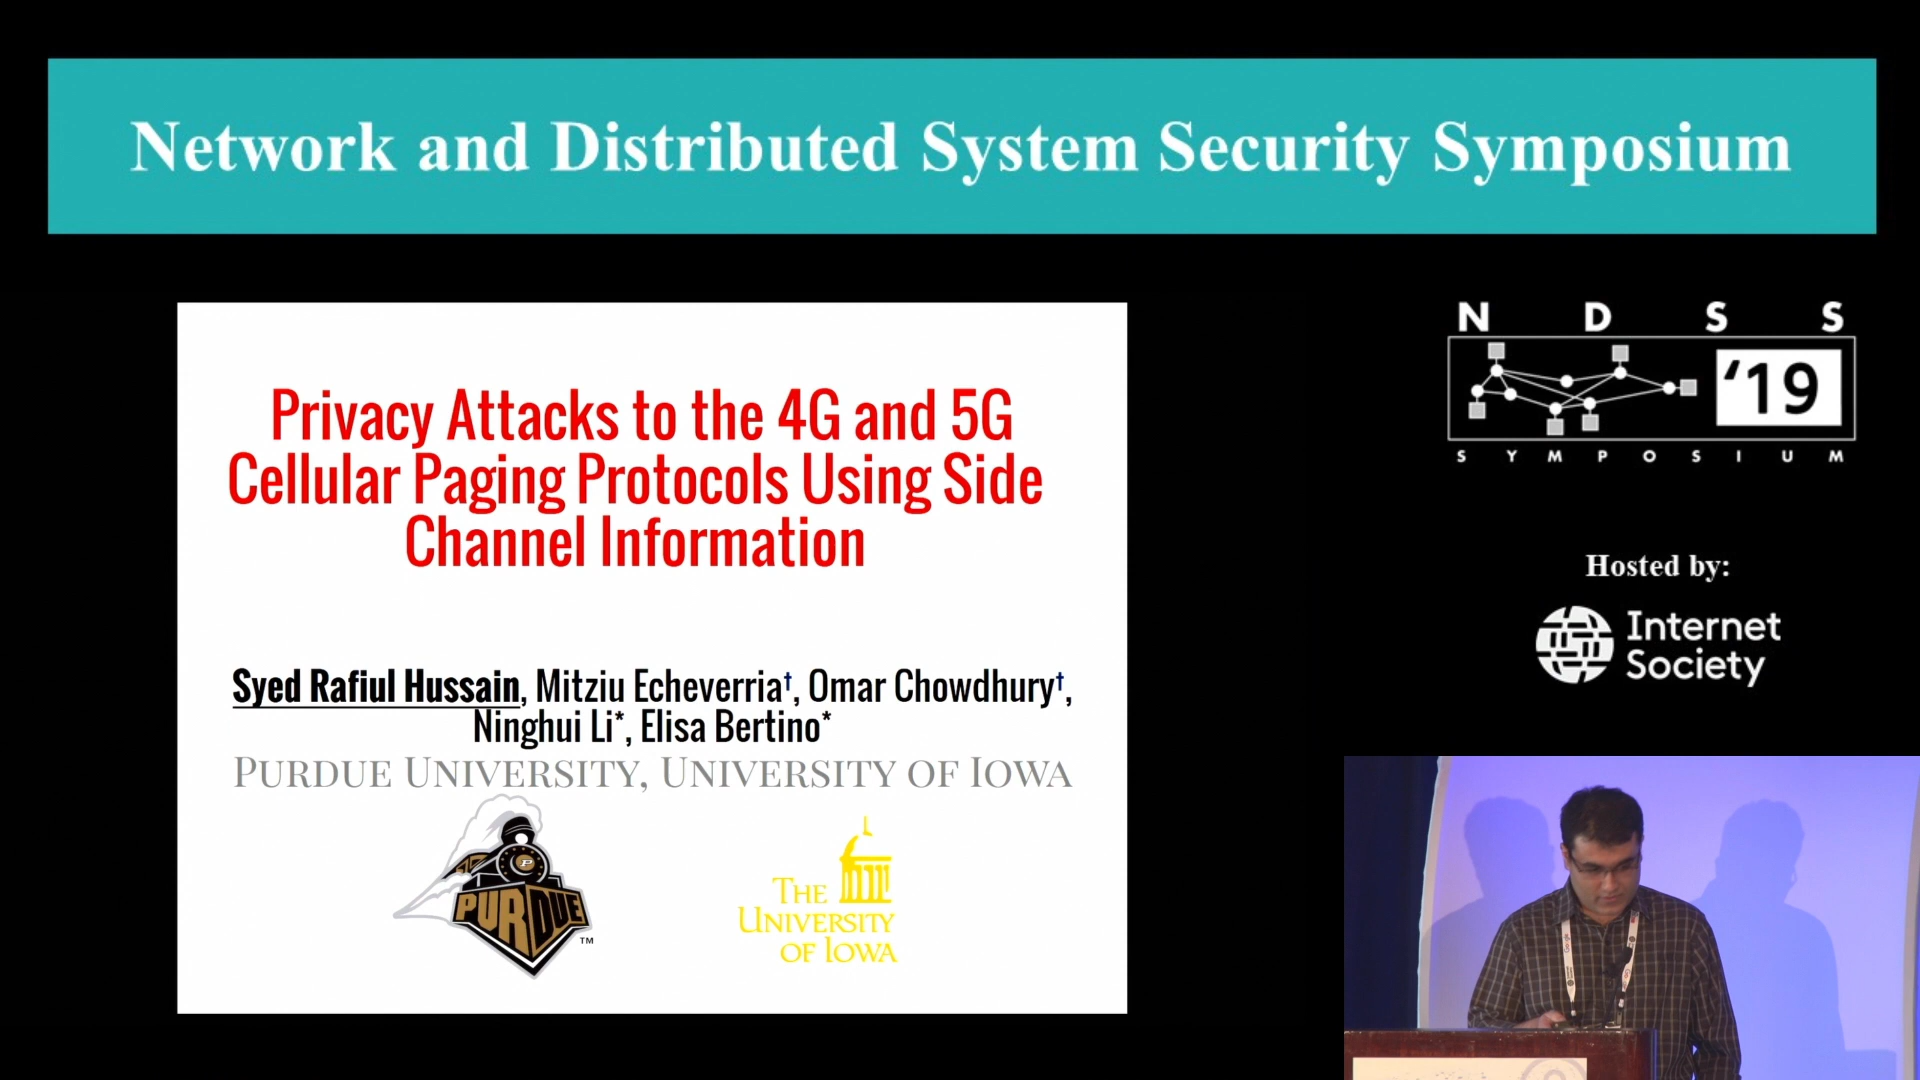 Network and Distributed System Security Symposium
N D S S
'19
S Y M P O S I U M
Privacy Attacks to the 4G and 5G
Cellular Paging Protocols Using Side
Channel Information
Syed Rafiul Hussain, Mitziu Echeverria†, Omar Chowdhury†,
Ninghui Li*, Elisa Bertino*
PURDUE UNIVERSITY, UNIVERSITY OF IOWA
P
PURDUE
TM
THE
UNIVERSITY
OF IOWA
Hosted by:
Internet
Society